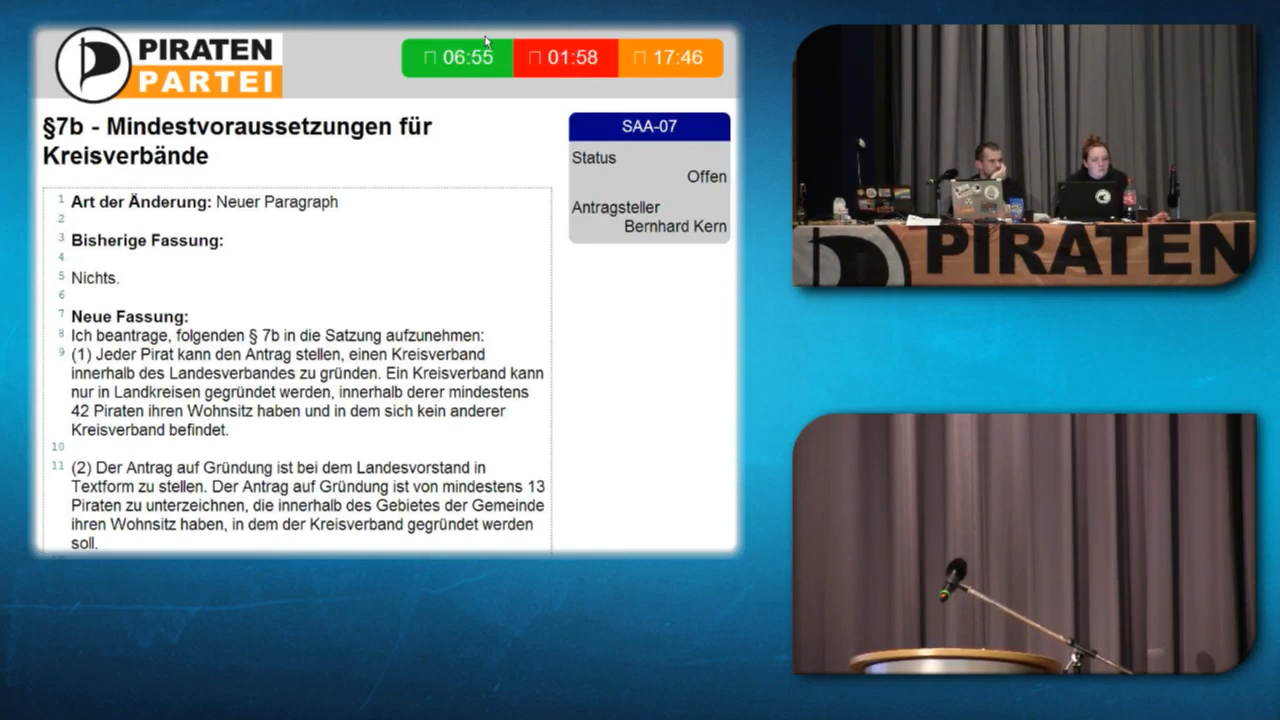 PIRATEN
PARTEI
06:55
01:58
17:46
§7b - Mindestvoraussetzungen für
Kreisverbände
SAA-07
Status
Offen
Antragsteller
Bernhard Kern
1 Art der Änderung: Neuer Paragraph
2
3 Bisherige Fassung:
4
5 Nichts.
6
7 Neue Fassung:
8 Ich beantrage, folgenden § 7b in die Satzung aufzunehmen:
9 (1) Jeder Pirat kann den Antrag stellen, einen Kreisverband
innerhalb des Landesverbandes zu gründen. Ein Kreisverband kann
nur in Landkreisen gegründet werden, innerhalb derer mindestens
42 Piraten ihren Wohnsitz haben und in dem sich kein anderer
Kreisverband befindet.
10
11 (2) Der Antrag auf Gründung ist bei dem Landesvorstand in
Textform zu stellen. Der Antrag auf Gründung ist von mindestens 13
Piraten zu unterzeichnen, die innerhalb des Gebietes der Gemeinde
ihren Wohnsitz haben, in dem der Kreisverband gegründet werden
soll.
PIRATEN